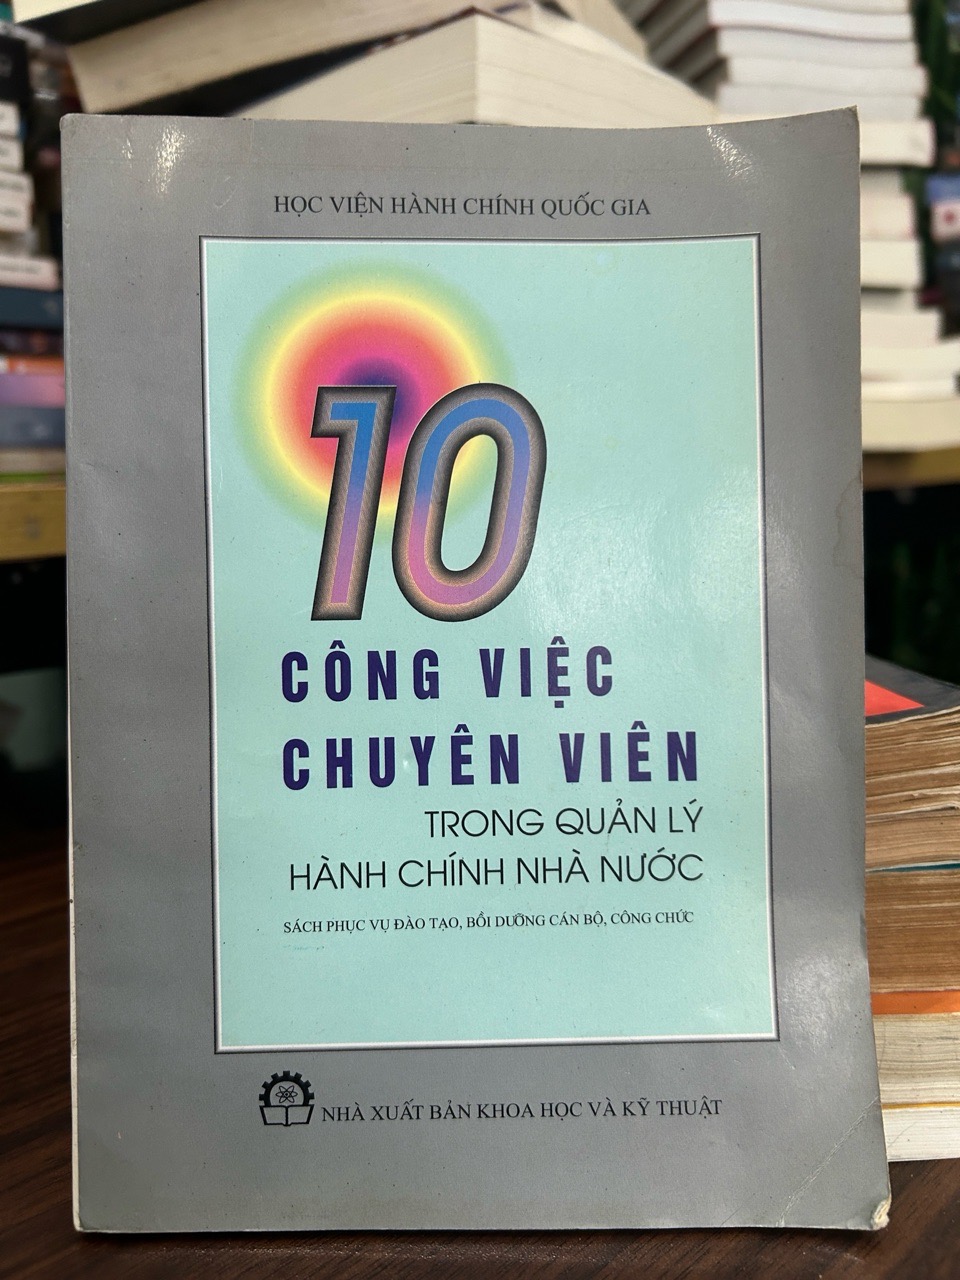 HỌC VIỆN HÀNH CHÍNH QUỐC GIA
10
CÔNG VIỆC
CHUYÊN VIÊN
TRONG QUẢN LÝ
HÀNH CHÍNH NHÀ NƯỚC
SÁCH PHỤC VỤ ĐÀO TẠO, BỒI DƯỠNG CÁN BỘ, CÔNG CHỨC
NHÀ XUẤT BẢN KHOA HỌC VÀ KỸ THUẬT